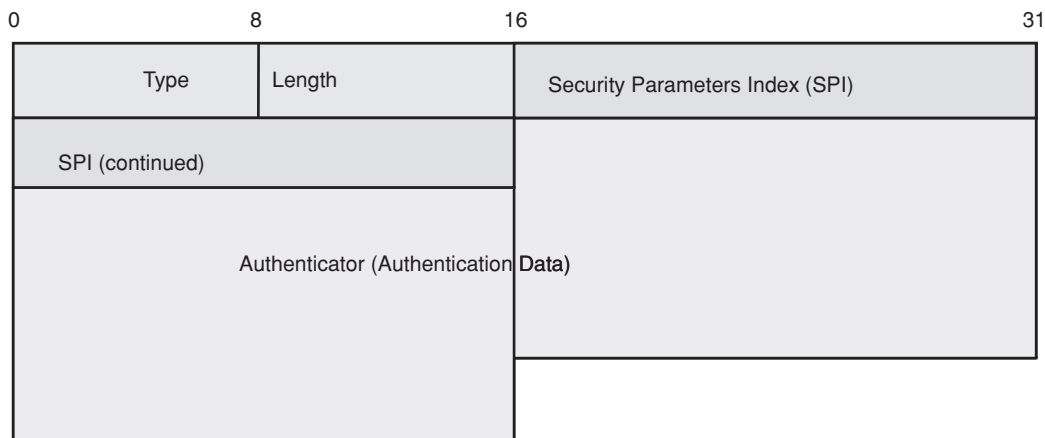 0 8 16 31
Type Length Security Parameters Index (SPI)
SPI (continued)
Authenticator (Authentication Data)